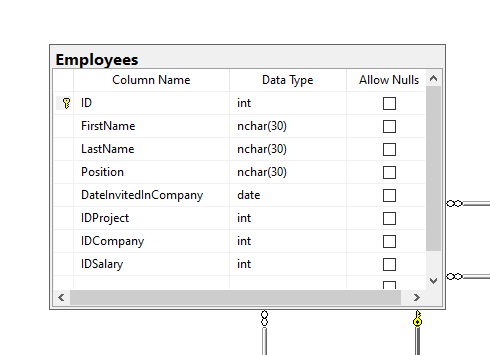 Employees
Column Name Data Type Allow Nulls
ID int
FirstName nchar(30)
LastName nchar(30)
Position nchar(30)
DateInvitedInCompany date
IDProject int
IDCompany int
IDSalary int